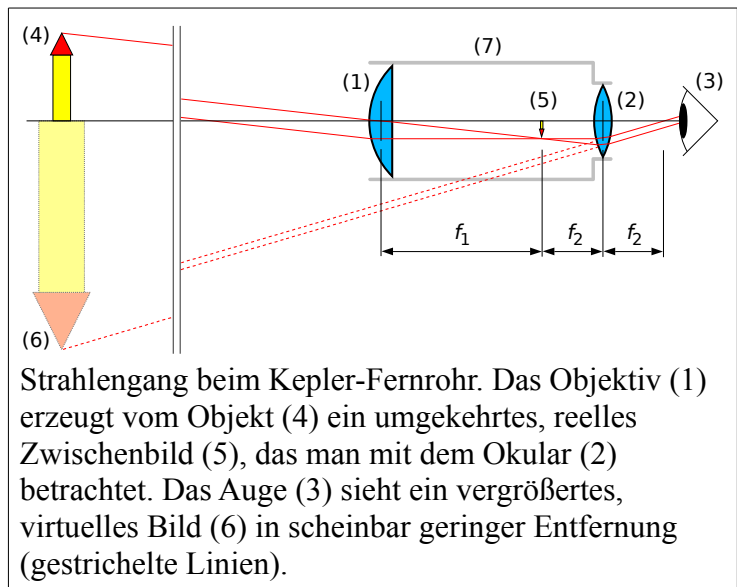 (4)
(7)
(1)
(5)
(2)
(3)
f1
f2
f2
(6)
Strahlengang beim Kepler-Fernrohr. Das Objektiv (1)
erzeugt vom Objekt (4) ein umgekehrtes, reelles
Zwischenbild (5), das man mit dem Okular (2)
betrachtet. Das Auge (3) sieht ein vergrößertes,
virtuelles Bild (6) in scheinbar geringer Entfernung
(gestrichelte Linien).